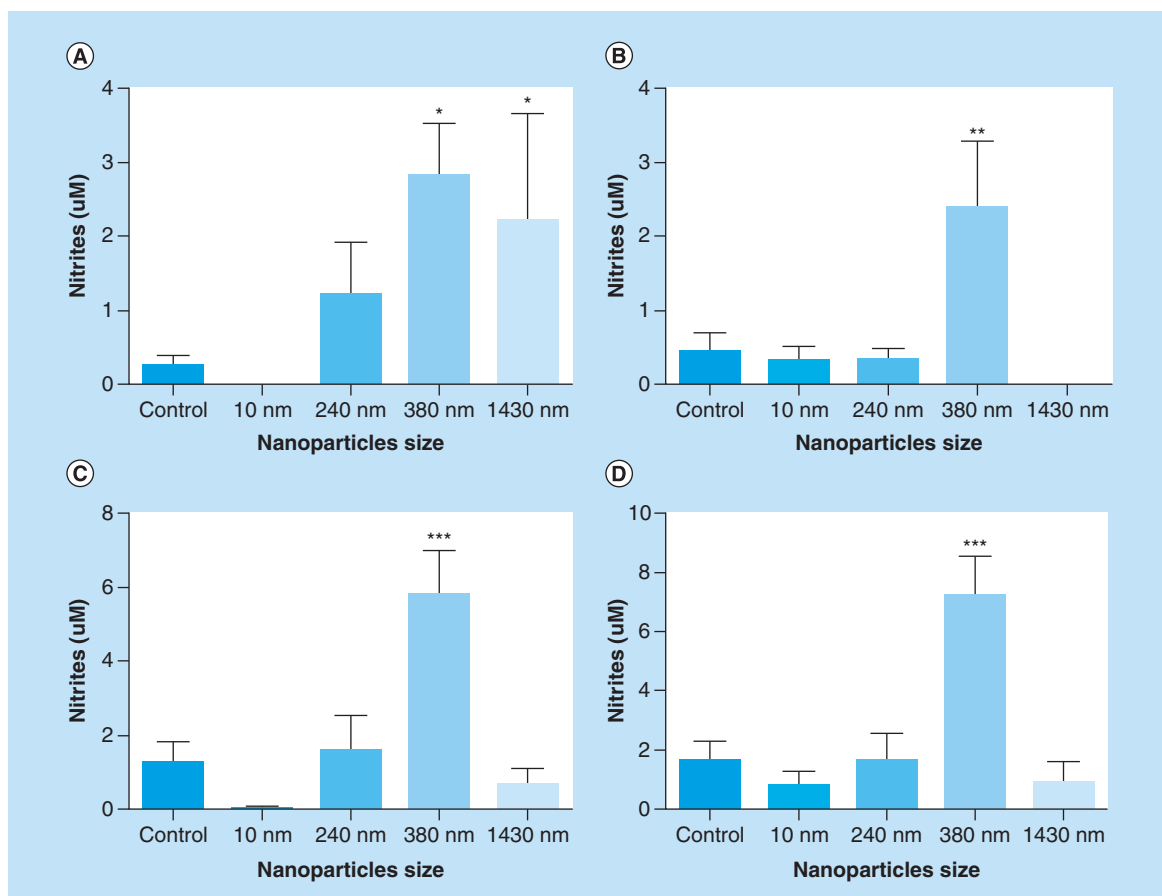 A
4
3
2
1
0
Nitrites (uM)
*
*
Control 10 nm 240 nm 380 nm 1430 nm
Nanoparticles size
B
4
3
2
1
0
Nitrites (uM)
**
Control 10 nm 240 nm 380 nm 1430 nm
Nanoparticles size
C
8
6
4
2
0
Nitrites (uM)
***
Control 10 nm 240 nm 380 nm 1430 nm
Nanoparticles size
D
10
8
6
4
2
0
Nitrites (uM)
***
Control 10 nm 240 nm 380 nm 1430 nm
Nanoparticles size